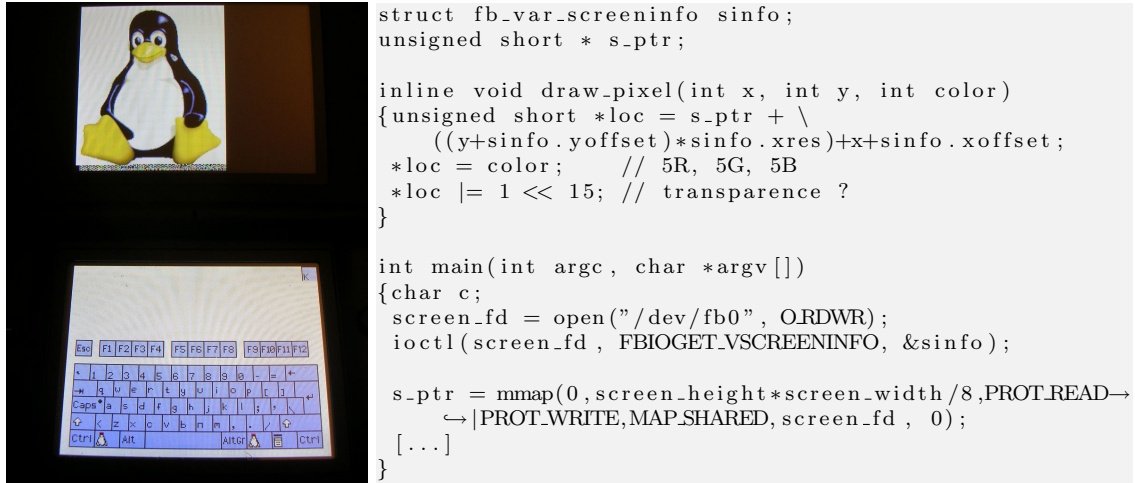 K
Esc F1 F2 F3 F4 F5 F6 F7 F8 F9 F10 F11 F12
` 1 2 3 4 5 6 7 8 9 0 - = ←
⇥ q w e r t y u i o p [ ] ↵
Caps a s d f g h j k l ; \
⇧ < z x c v b n m , . / ⇧
Ctrl Alt AltGr Ctrl
struct fb_var_screeninfo sinfo;
unsigned short * s_ptr;
inline void draw_pixel(int x, int y, int color)
{unsigned short *loc = s_ptr + \
((y+sinfo.yoffset)*sinfo.xres)+x+sinfo.xoffset;
*loc = color; // 5R, 5G, 5B
*loc |= 1 << 15; // transparence ?
}
int main(int argc, char *argv[])
{char c;
screen_fd = open("/dev/fb0", O_RDWR);
ioctl(screen_fd, FBIOGET_VSCREENINFO, &sinfo);
s_ptr = mmap(0,screen_height*screen_width/8,PROT_READ→
↪|PROT_WRITE,MAP_SHARED,screen_fd, 0);
[...]
}